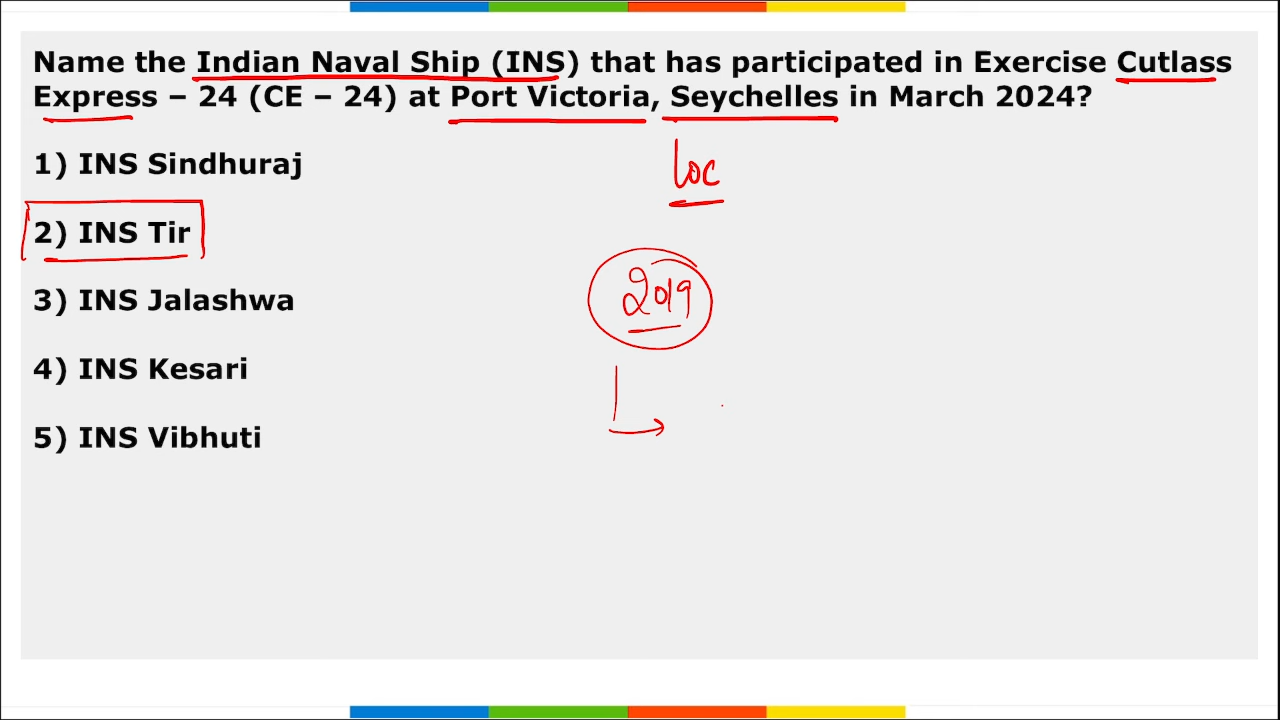 Name the Indian Naval Ship (INS) that has participated in Exercise Cutlass
Express – 24 (CE – 24) at Port Victoria, Seychelles in March 2024?
1) INS Sindhuraj
loc
2) INS Tir
2019
3) INS Jalashwa
4) INS Kesari
5) INS Vibhuti